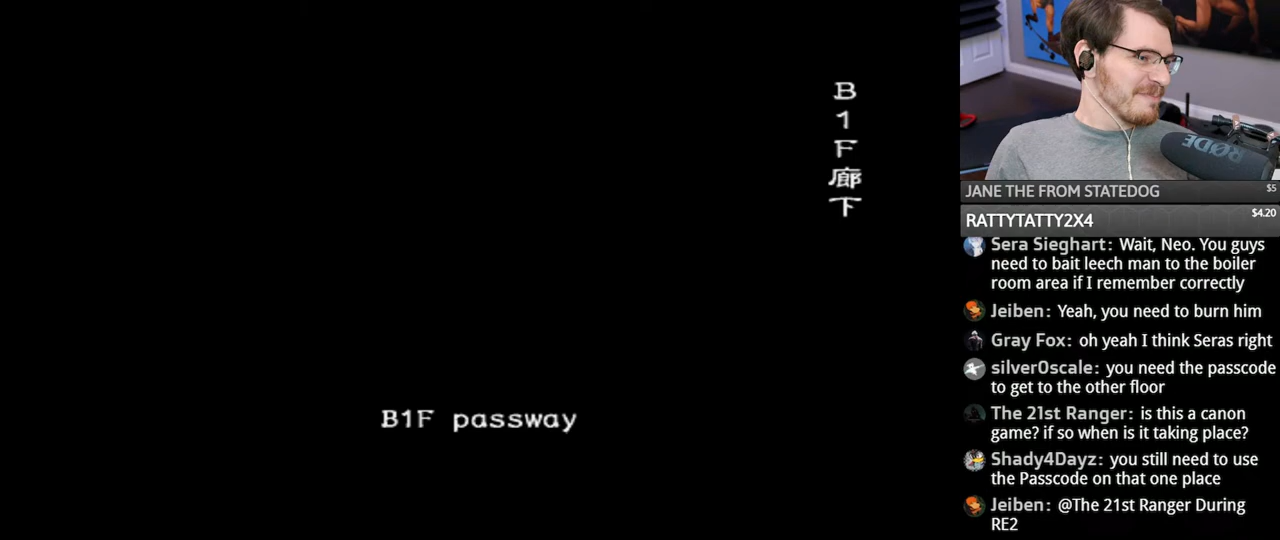 B1F廊下
B1F passway
RØDE
JANE THE FROM STATEDOG
$5
RATTYTATTY2X4
$4.20
Sera Sieghart: Wait, Neo. You guys
need to bait leech man to the boiler
room area if I remember correctly
Jeiben: Yeah, you need to burn him
Gray Fox: oh yeah I think Seras right
silver0scale: you need the passcode
to get to the other floor
The 21st Ranger: is this a canon
game? if so when is it taking place?
Shady4Dayz: you still need to use
the Passcode on that one place
Jeiben: @The 21st Ranger During
RE2